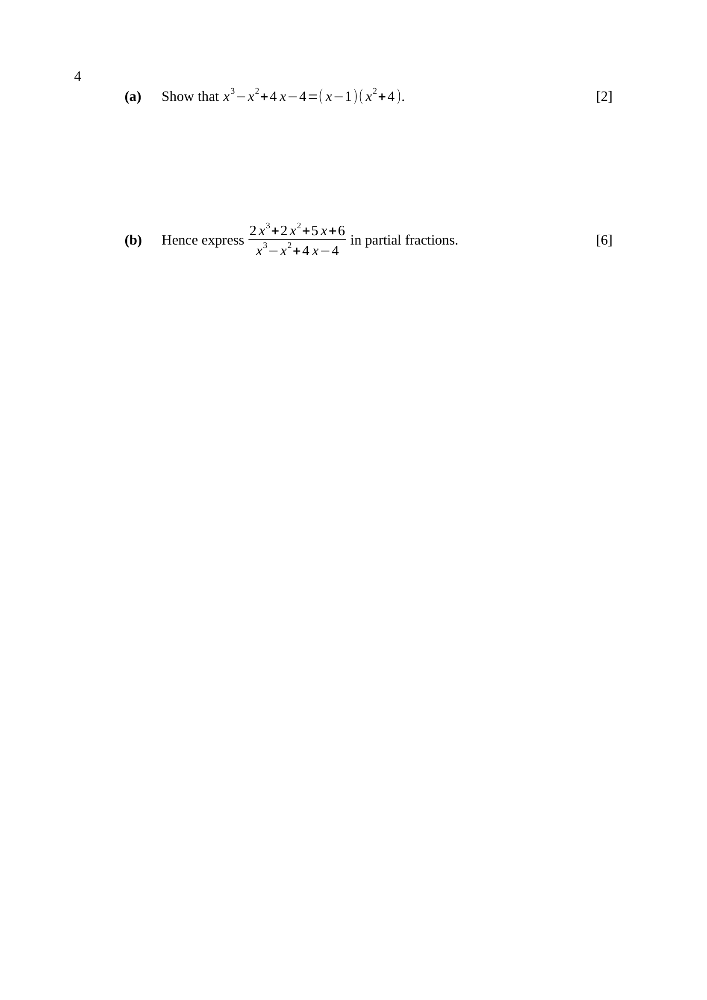 4
(a) Show that x³−x²+4x−4=(x−1)(x²+4). [2]
(b) Hence express (2x³+2x²+5x+6)/(x³−x²+4x−4) in partial fractions. [6]